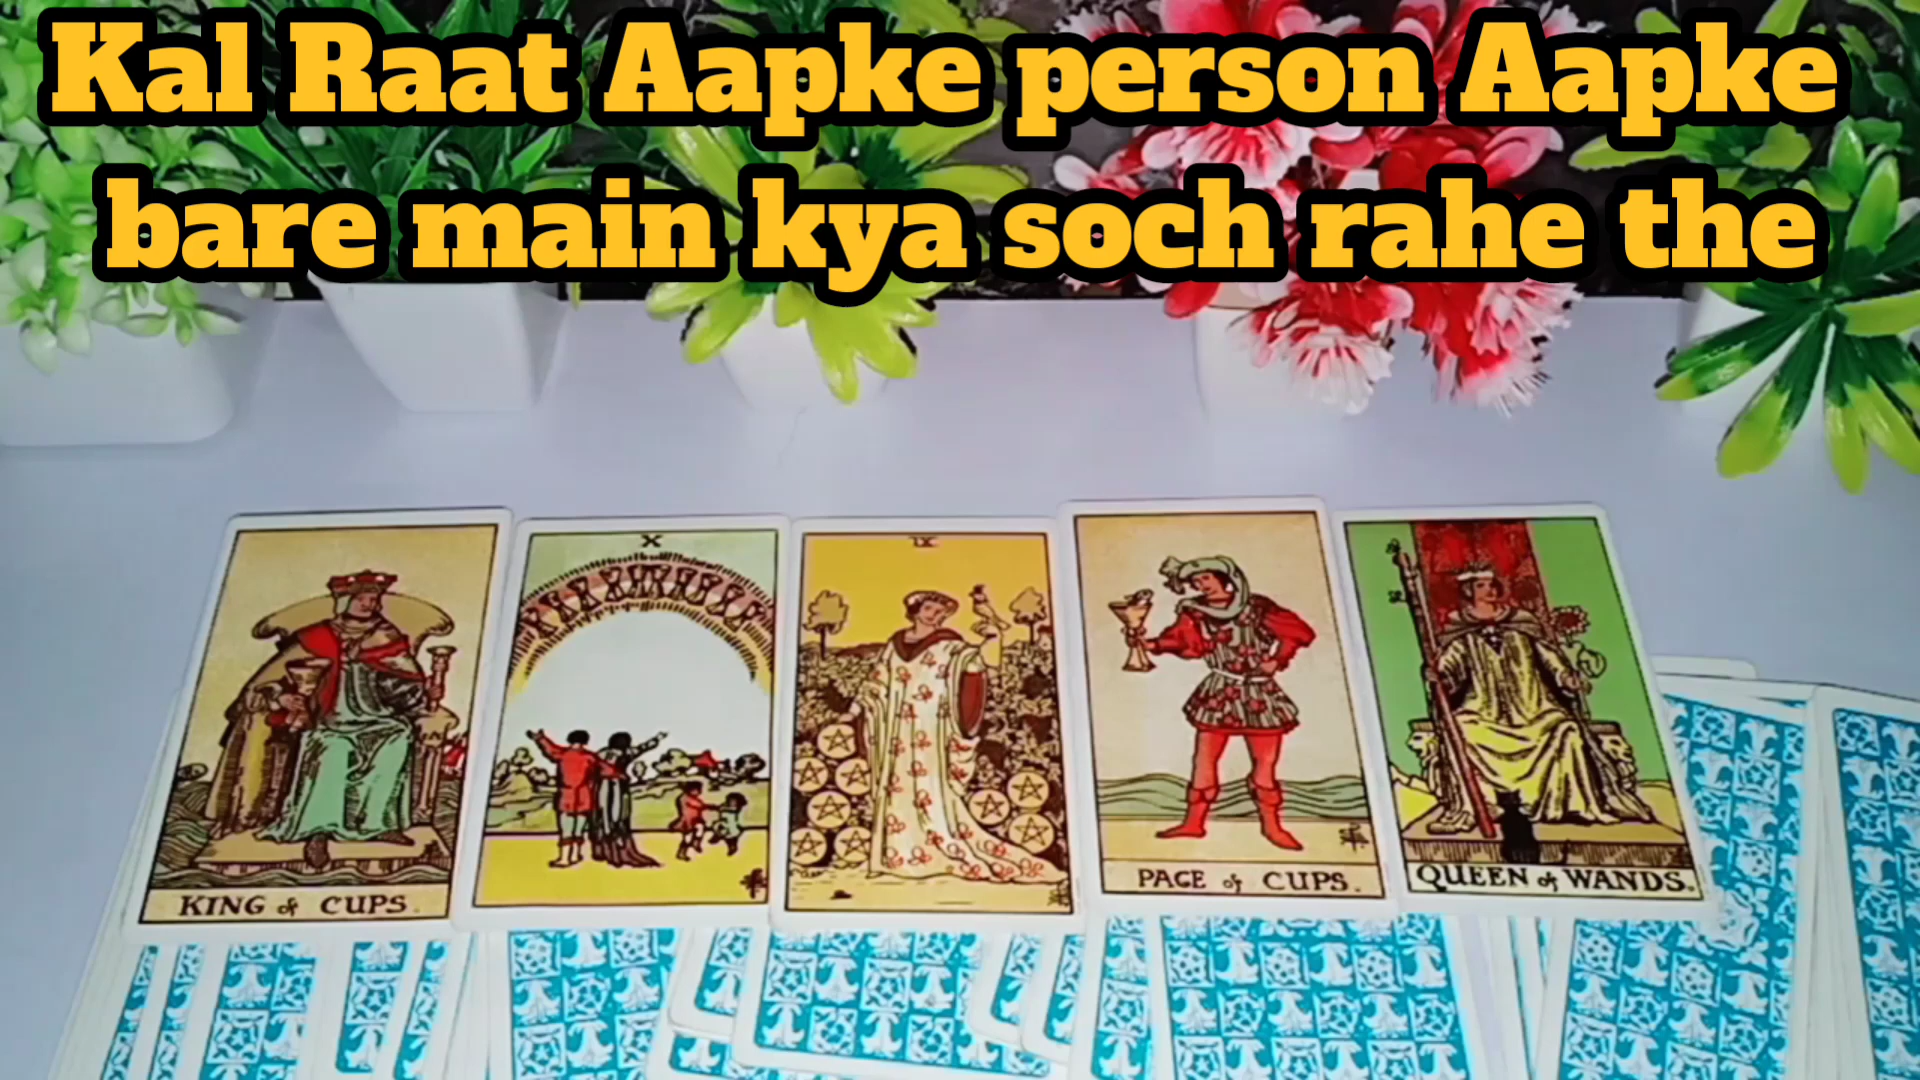 Kal Raat Aapke person Aapke
bare main kya soch rahe the
X
IX
KING of CUPS.
PAGE of CUPS.
QUEEN of WANDS.